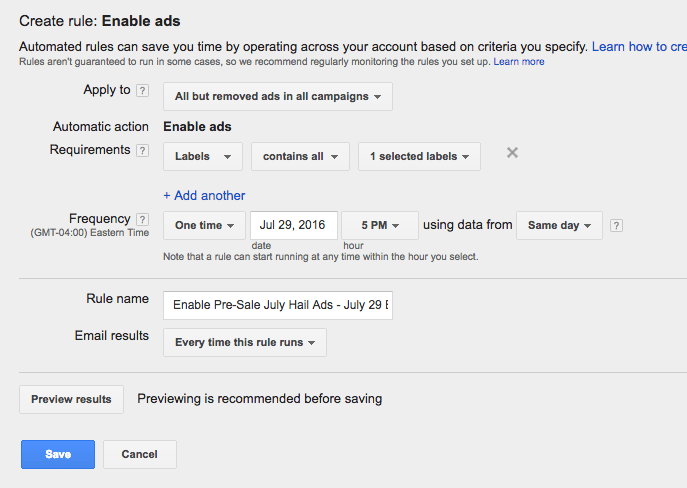 Create rule: Enable ads
Automated rules can save you time by operating across your account based on criteria you specify. Learn how to cre
Rules aren't guaranteed to run in some cases, so we recommend regularly monitoring the rules you set up. Learn more
Apply to ? All but removed ads in all campaigns
Automatic action Enable ads
Requirements ? Labels contains all 1 selected labels ×
+ Add another
Frequency ? One time Jul 29, 2016 5 PM using data from Same day ?
(GMT-04:00) Eastern Time date hour
Note that a rule can start running at any time within the hour you select.
Rule name Enable Pre-Sale July Hail Ads - July 29
Email results Every time this rule runs
Preview results Previewing is recommended before saving
Save Cancel